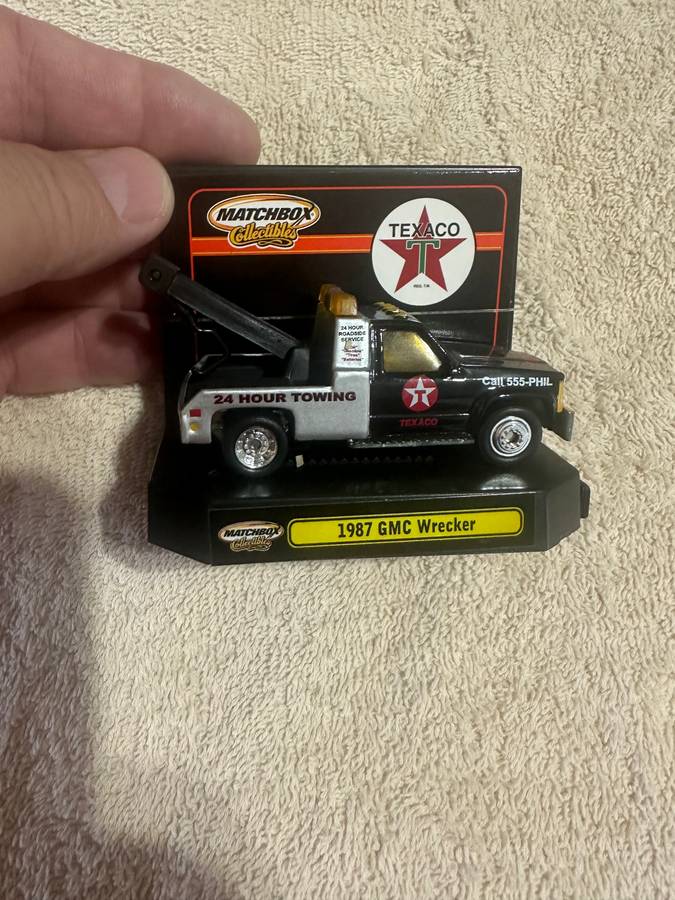 MATCHBOX
Collectibles
TEXACO
T
REG. T.M.
24 HOUR
ROADSIDE
SERVICE
24 HOUR TOWING
Call 555-PHIL
T
TEXACO
MATCHBOX
Collectibles
1987 GMC Wrecker